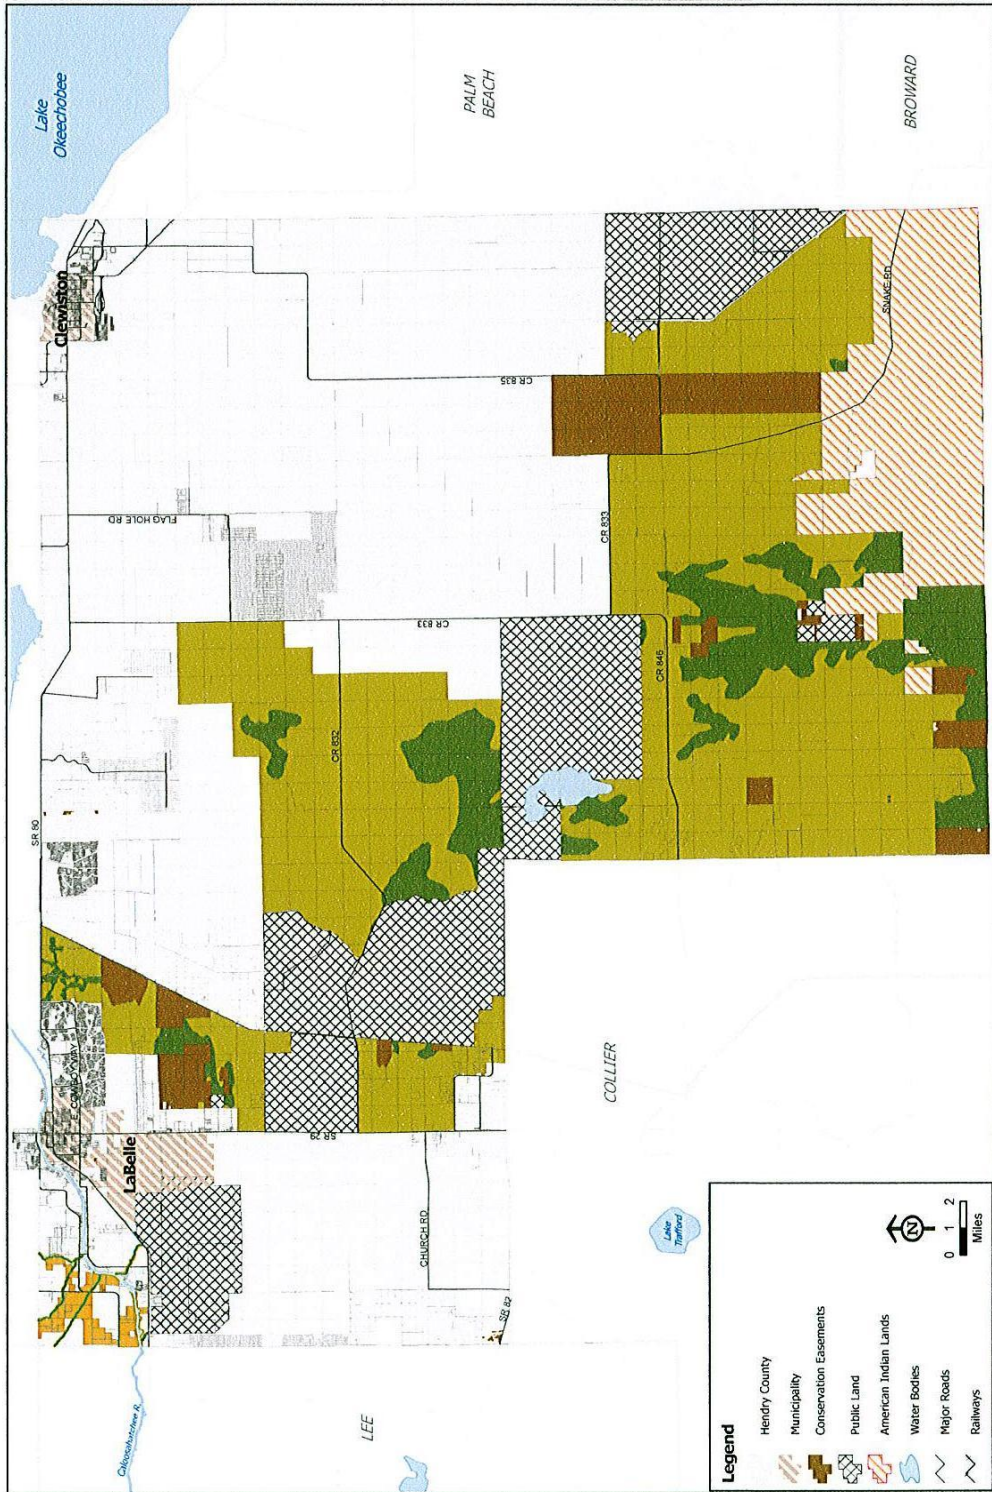 Lake
Okeechobee
PALM
BEACH
BROWARD
Clewiston
SNAKE RD
CR 835
FLAG HOLE RD
CR 833
CR 833
CR 846
CR 832
SR 80
E COWBOY WAY
LaBelle
SR 29
CHURCH RD
SR 82
COLLIER
Lake
Trafford
Caloosahatchee R.
LEE
Legend
Hendry County
Municipality
Conservation Easements
Public Land
American Indian Lands
Water Bodies
Major Roads
Railways
N
0 1 2
Miles